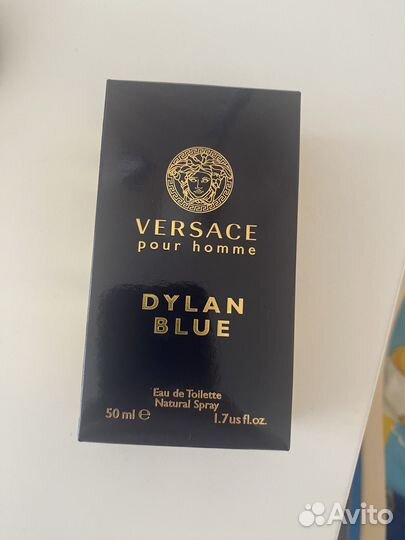 VERSACE
pour homme
DYLAN
BLUE
Eau de Toilette
Natural Spray
50 ml ℮ 1.7 us fl.oz.
Avito